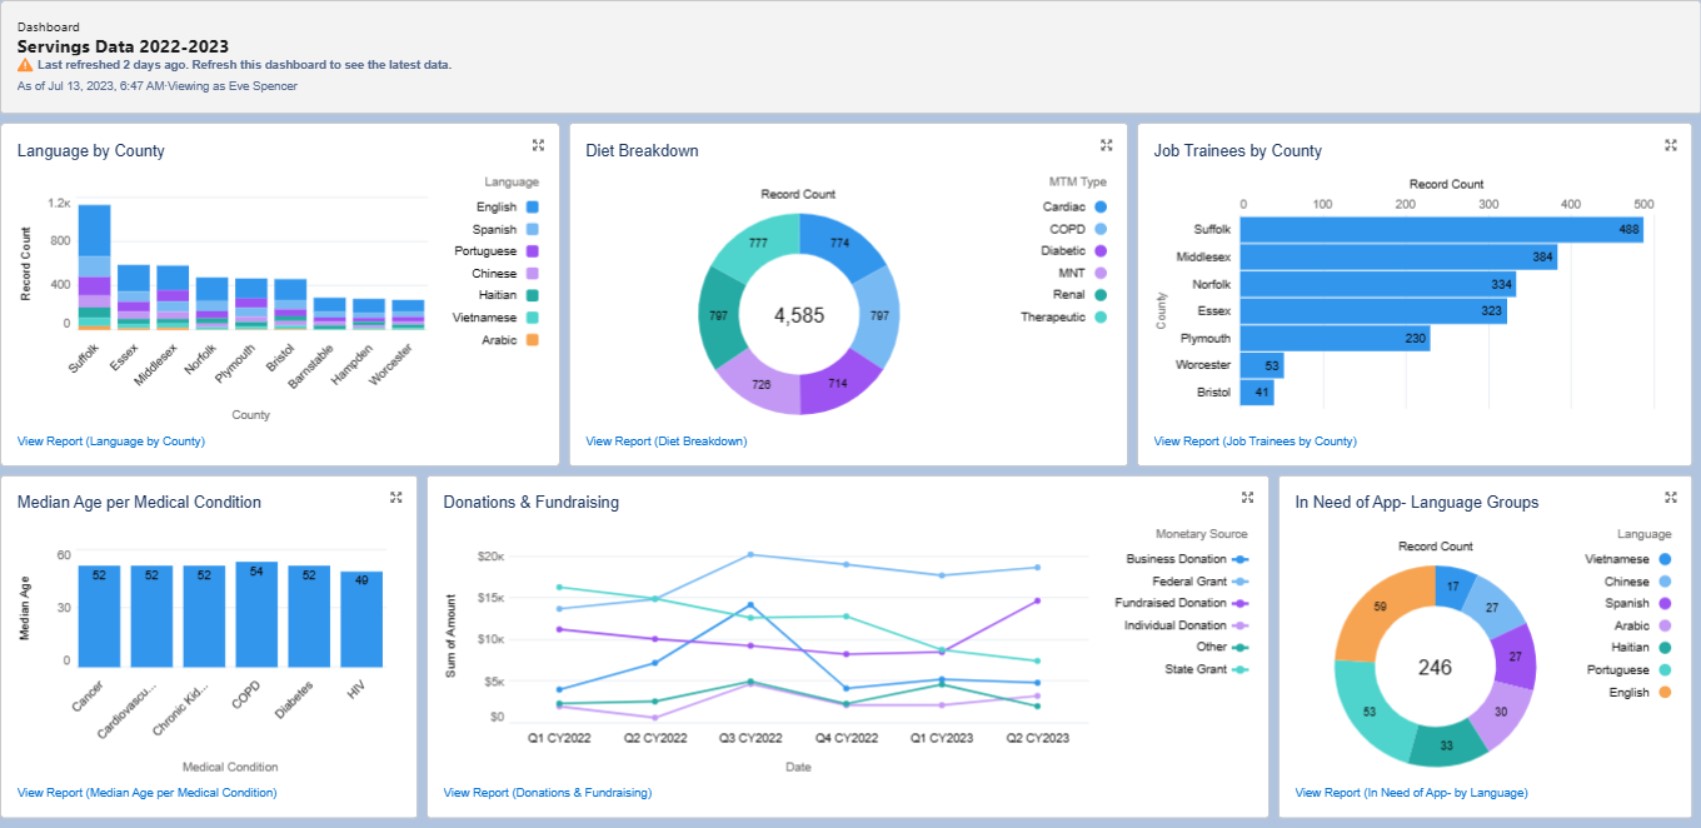 Dashboard
Servings Data 2022-2023
Last refreshed 2 days ago. Refresh this dashboard to see the latest data.
As of Jul 13, 2023, 6:47 AM·Viewing as Eve Spencer
Language by County
Language
Record Count
1.2K
800
400
0
English
Spanish
Portuguese
Chinese
Haitian
Vietnamese
Arabic
Suffolk
Essex
Middlesex
Norfolk
Plymouth
Bristol
Barnstable
Hampden
Worcester
County
View Report (Language by County)
Diet Breakdown
Record Count
777
774
797
4,585
797
726
714
MTM Type
Cardiac
COPD
Diabetic
MNT
Renal
Therapeutic
View Report (Diet Breakdown)
Job Trainees by County
Record Count
0 100 200 300 400 500
County
Suffolk 488
Middlesex 384
Norfolk 334
Essex 323
Plymouth 230
Worcester 53
Bristol 41
View Report (Job Trainees by County)
Median Age per Medical Condition
Median Age
60
30
0
52 52 52 54 52 49
Cancer
Cardiovascu...
Chronic Kid...
COPD
Diabetes
HIV
Medical Condition
View Report (Median Age per Medical Condition)
Donations & Fundraising
Sum of Amount
$20K
$15K
$10K
$5K
$0
Q1 CY2022 Q2 CY2022 Q3 CY2022 Q4 CY2022 Q1 CY2023 Q2 CY2023
Date
Monetary Source
Business Donation
Federal Grant
Fundraised Donation
Individual Donation
Other
State Grant
View Report (Donations & Fundraising)
In Need of App- Language Groups
Record Count
17
59
27
27
246
30
53
33
Language
Vietnamese
Chinese
Spanish
Arabic
Haitian
Portuguese
English
View Report (In Need of App- by Language)